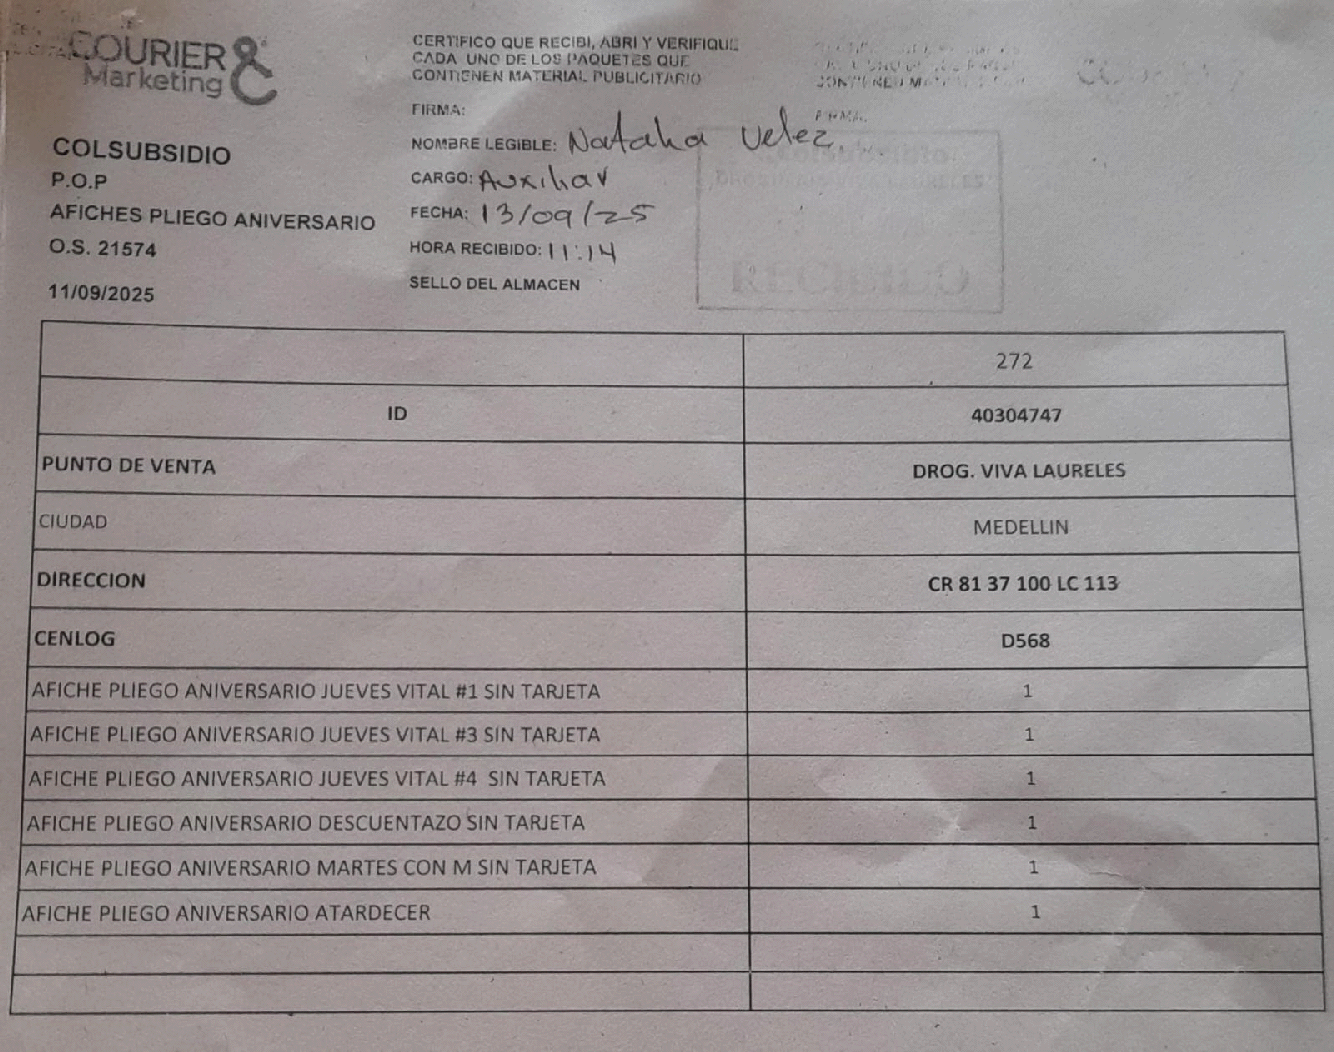 COURIER &
Marketing
COLSUBSIDIO
P.O.P
AFICHES PLIEGO ANIVERSARIO
O.S. 21574
11/09/2025
CERTIFICO QUE RECIBI, ABRI Y VERIFIQUE
CADA UNO DE LOS PAQUETES QUE
CONTIENEN MATERIAL PUBLICITARIO
FIRMA:
NOMBRE LEGIBLE: Natalia Velez
CARGO: Auxiliar
FECHA: 13/09/25
HORA RECIBIDO: 11:14
SELLO DEL ALMACEN
FIRMA:
Colsubsidio
RECIBIDO
272
ID 40304747
PUNTO DE VENTA DROG. VIVA LAURELES
CIUDAD MEDELLIN
DIRECCION CR 81 37 100 LC 113
CENLOG D568
AFICHE PLIEGO ANIVERSARIO JUEVES VITAL #1 SIN TARJETA 1
AFICHE PLIEGO ANIVERSARIO JUEVES VITAL #3 SIN TARJETA 1
AFICHE PLIEGO ANIVERSARIO JUEVES VITAL #4 SIN TARJETA 1
AFICHE PLIEGO ANIVERSARIO DESCUENTAZO SIN TARJETA 1
AFICHE PLIEGO ANIVERSARIO MARTES CON M SIN TARJETA 1
AFICHE PLIEGO ANIVERSARIO ATARDECER 1